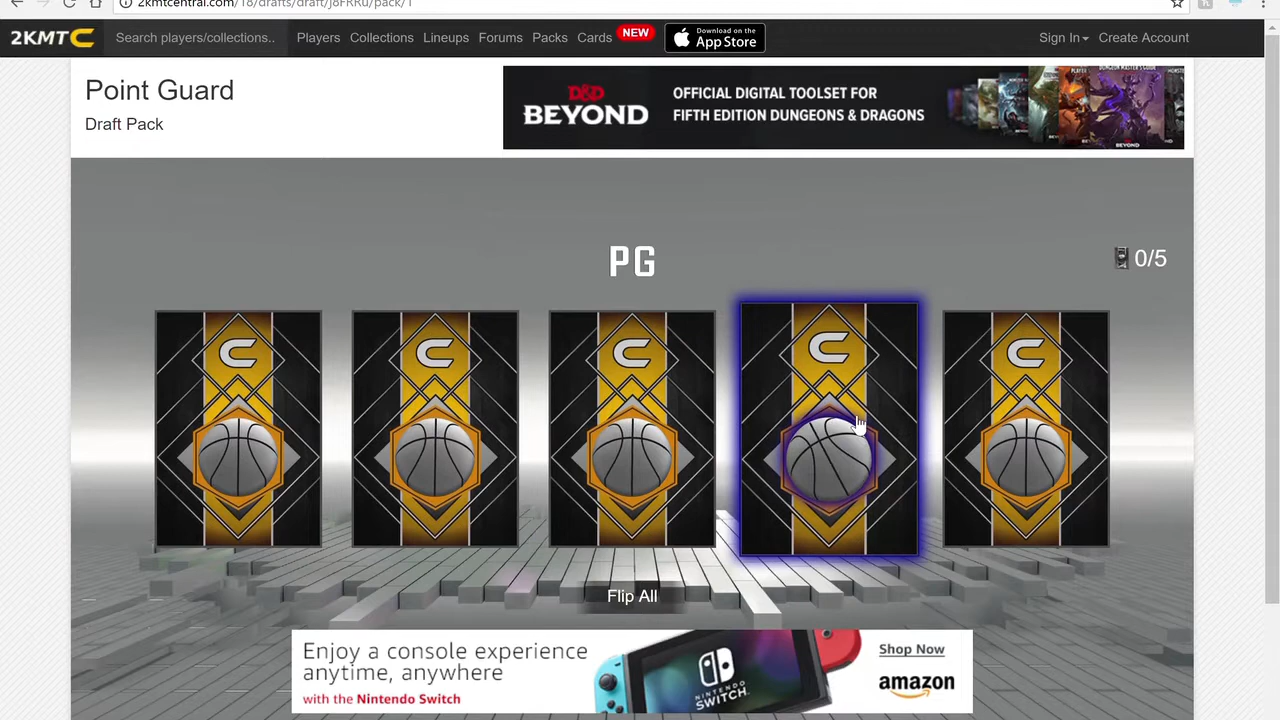 2kmtcentral.com/18/drafts/draft/J8FRRu/pack/1
2KMTC
Search players/collections..
Players
Collections
Lineups
Forums
Packs
Cards
NEW
Download on the
App Store
Sign In
Create Account
Point Guard
Draft Pack
D&D
BEYOND
OFFICIAL DIGITAL TOOLSET FOR
FIFTH EDITION DUNGEONS & DRAGONS
PG
0/5
C
C
C
C
C
Flip All
Enjoy a console experience
anytime, anywhere
with the Nintendo Switch
NINTENDO
SWITCH
Shop Now
amazon